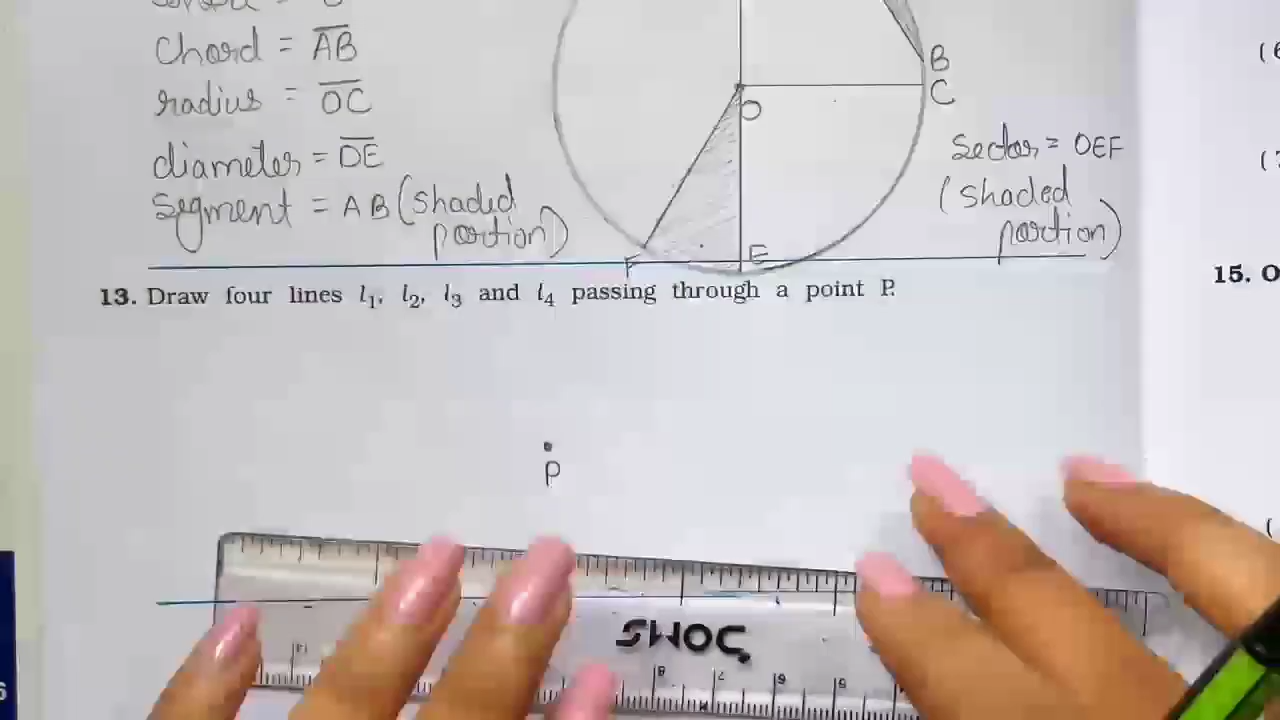 Chord = AB
radius = OC
diameter = DE
segment = AB (shaded
portion)
B
C
O
E
F
Sector = OEF
(shaded
portion)
13. Draw four lines l1, l2, l3 and l4 passing through a point P.
P
15. O